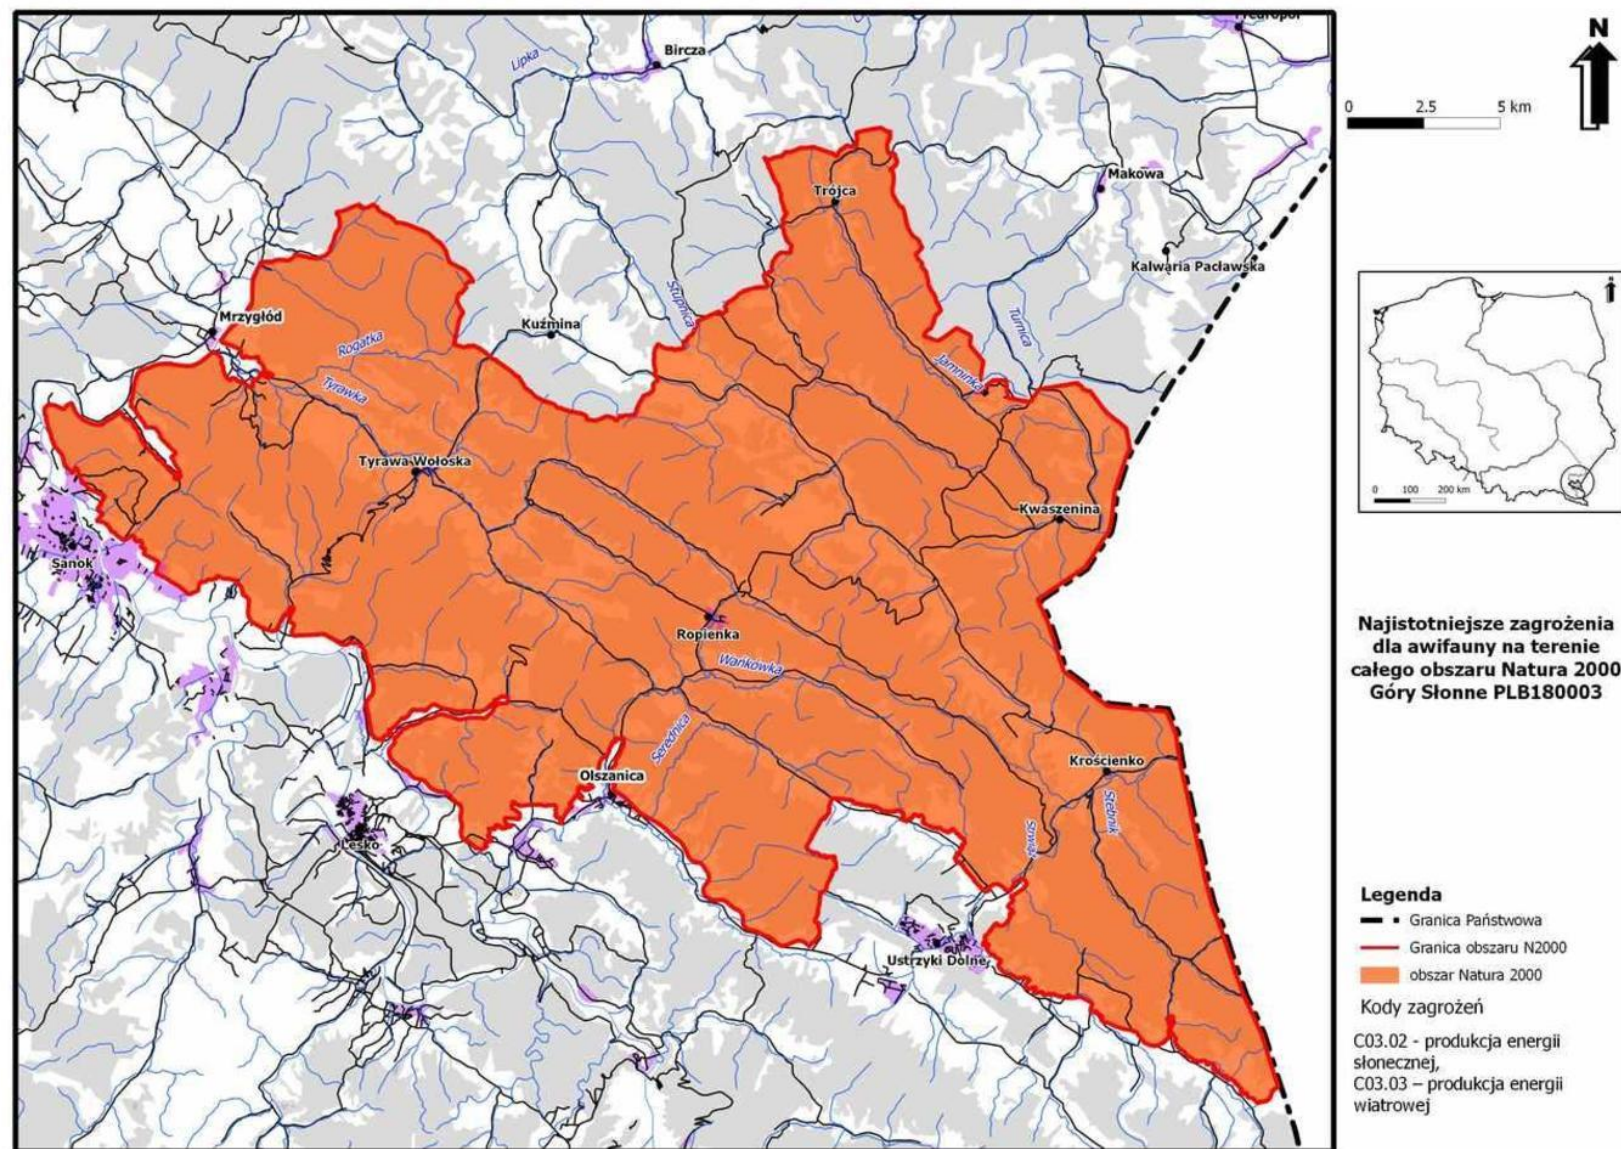 Lipka
Bircza
N
0 2.5 5 km
Trójca
Makowa
Kalwaria Pacławska
Mrzygłód
Stupnica
Turnica
Kuźmina
Rogatka
Jamninka
Tyrawka
N
0 100 200 km
Tyrawa Wołoska
Kwaszenina
Sanok
Ropienka
Wańkówka
Najistotniejsze zagrożenia
dla awifauny na terenie
całego obszaru Natura 2000
Góry Słonne PLB180003
Serednica
Olszanica
Krościenko
Stebnik
Strwiąż
Lesko
Ustrzyki Dolne
Legenda
Granica Państwowa
Granica obszaru N2000
obszar Natura 2000
Kody zagrożeń
C03.02 - produkcja energii
słonecznej,
C03.03 – produkcja energii
wiatrowej